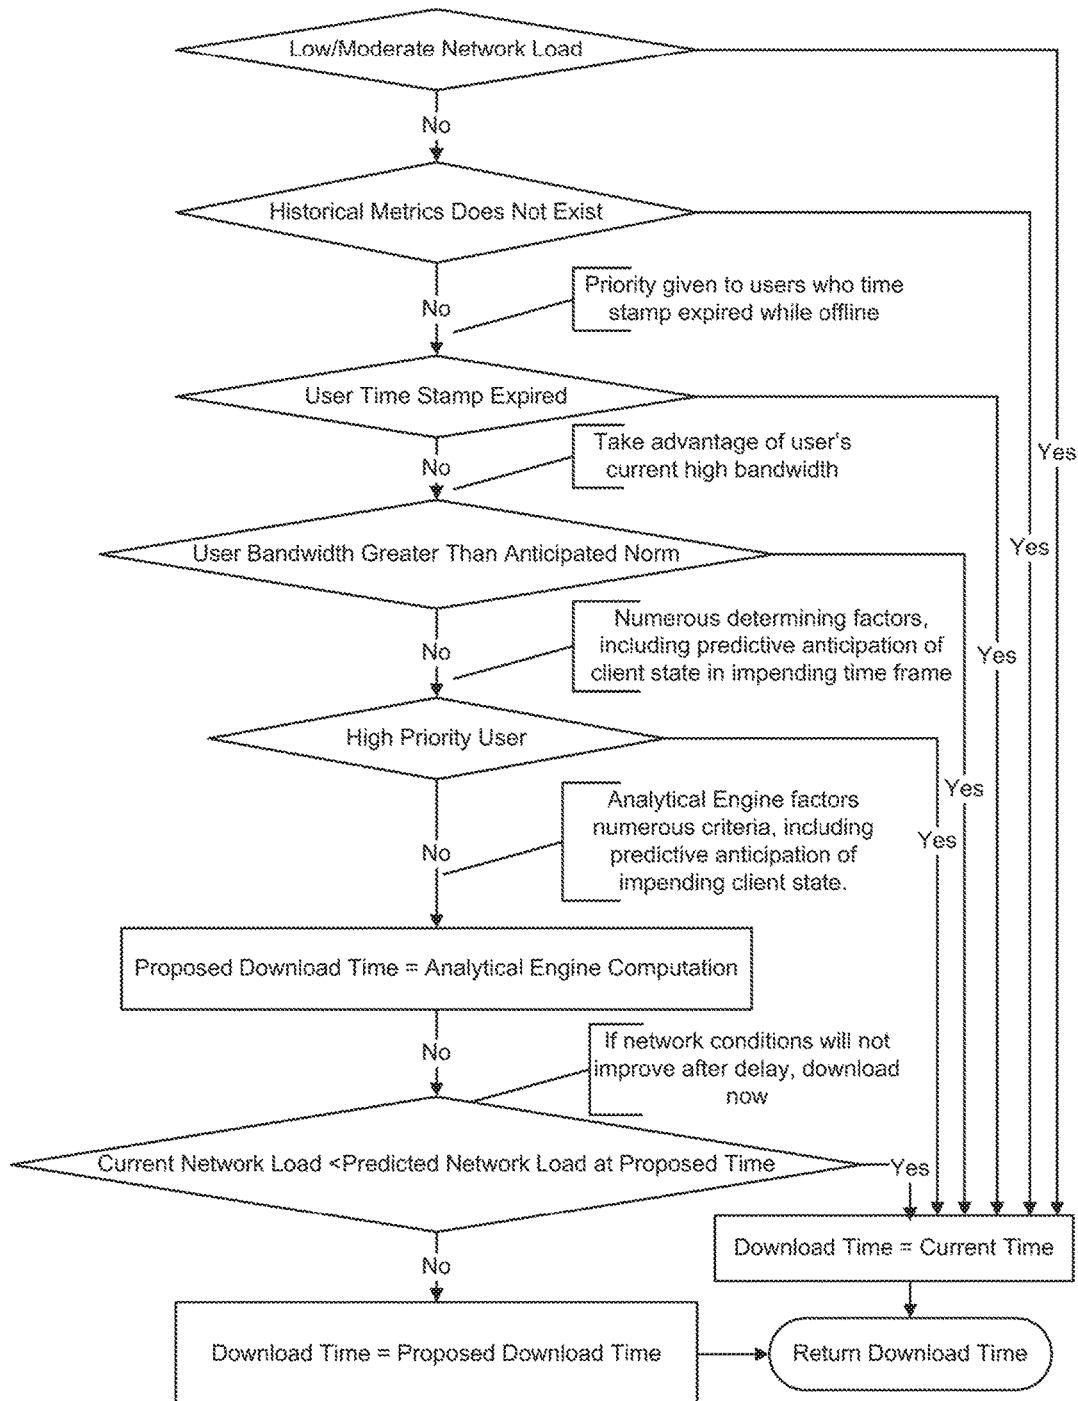 Low/Moderate Network Load
No
Historical Metrics Does Not Exist
No
Priority given to users who time
stamp expired while offline
User Time Stamp Expired
No
Take advantage of user's
current high bandwidth
Yes
User Bandwidth Greater Than Anticipated Norm
Yes
No
Numerous determining factors,
including predictive anticipation of
client state in impending time frame
Yes
High Priority User
Yes
No
Analytical Engine factors
numerous criteria, including
predictive anticipation of
impending client state.
Yes
Proposed Download Time = Analytical Engine Computation
No
If network conditions will not
improve after delay, download
now
Current Network Load <Predicted Network Load at Proposed Time
Yes
Download Time = Current Time
No
Download Time = Proposed Download Time
Return Download Time